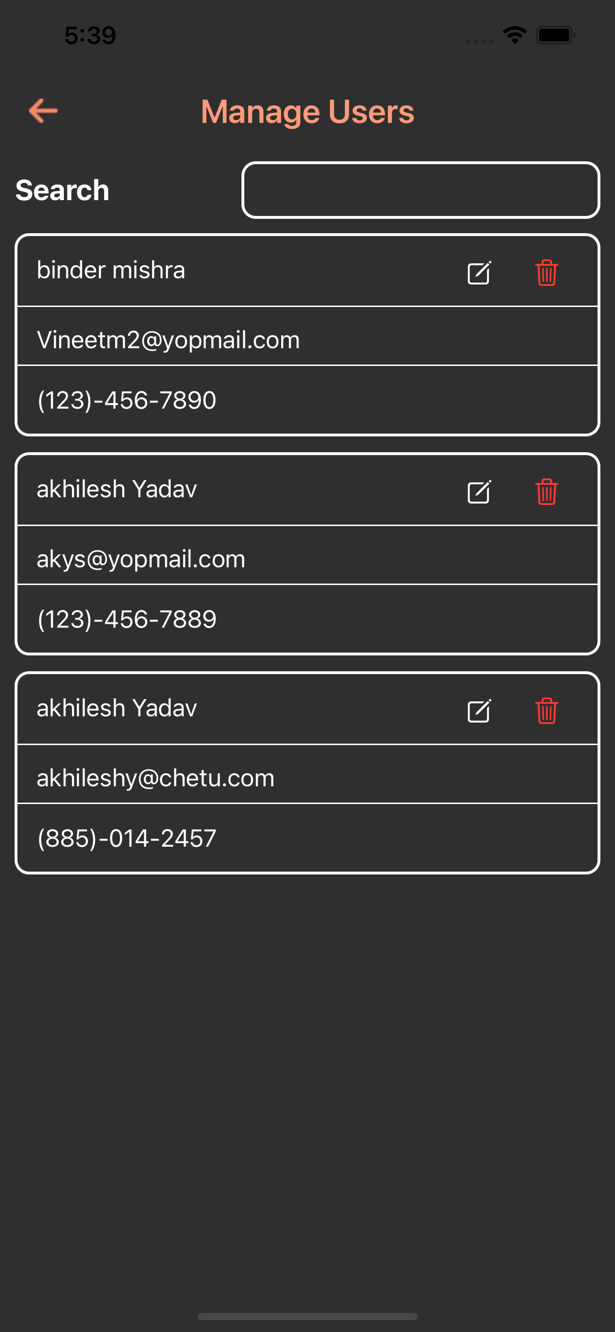 5:39
Manage Users
Search
binder mishra
Vineetm2@yopmail.com
(123)-456-7890
akhilesh Yadav
akys@yopmail.com
(123)-456-7889
akhilesh Yadav
akhileshy@chetu.com
(885)-014-2457